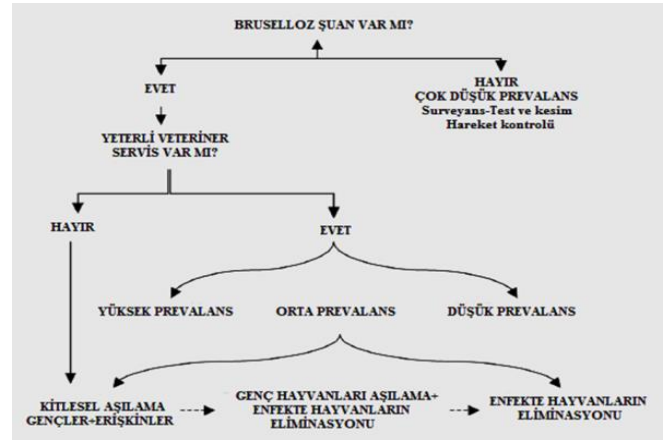 BRUSELLOZ ŞUAN VAR MI?
EVET
HAYIR
ÇOK DÜŞÜK PREVALANS
Surveyans-Test ve kesim
Hareket kontrolü
YETERLİ VETERİNER
SERVİS VAR MI?
HAYIR
EVET
YÜKSEK PREVALANS
ORTA PREVALANS
DÜŞÜK PREVALANS
KİTLESEL AŞILAMA
GENÇLER+ERİŞKİNLER
GENÇ HAYVANLARI AŞILAMA+
ENFEKTE HAYVANLARIN
ELİMİNASYONU
ENFEKTE HAYVANLARIN
ELİMİNASYONU